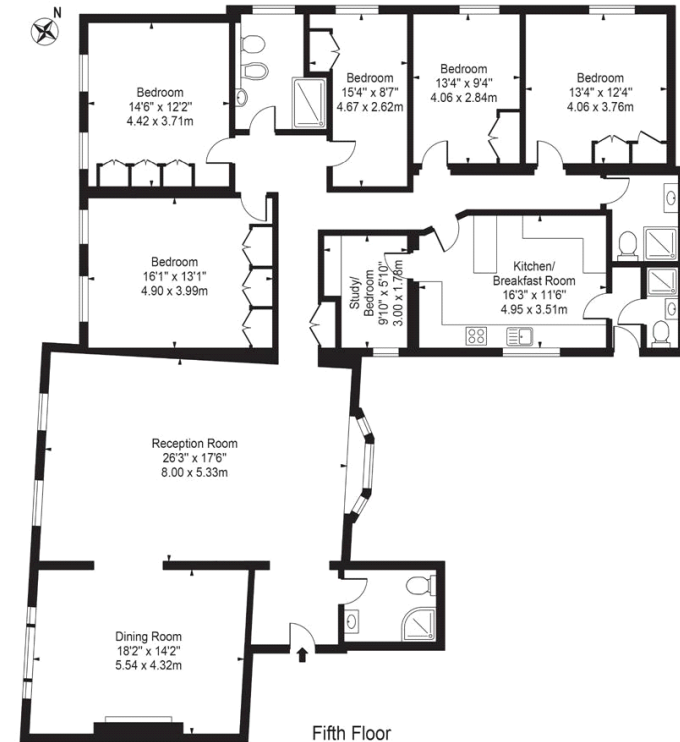 N
Bedroom
14'6" x 12'2"
4.42 x 3.71m
Bedroom
15'4" x 8'7"
4.67 x 2.62m
Bedroom
13'4" x 9'4"
4.06 x 2.84m
Bedroom
13'4" x 12'4"
4.06 x 3.76m
Bedroom
16'1" x 13'1"
4.90 x 3.99m
Study/
Bedroom
9'10" x 5'10"
3.00 x 1.78m
Kitchen/
Breakfast Room
16'3" x 11'6"
4.95 x 3.51m
Reception Room
26'3" x 17'6"
8.00 x 5.33m
Dining Room
18'2" x 14'2"
5.54 x 4.32m
Fifth Floor